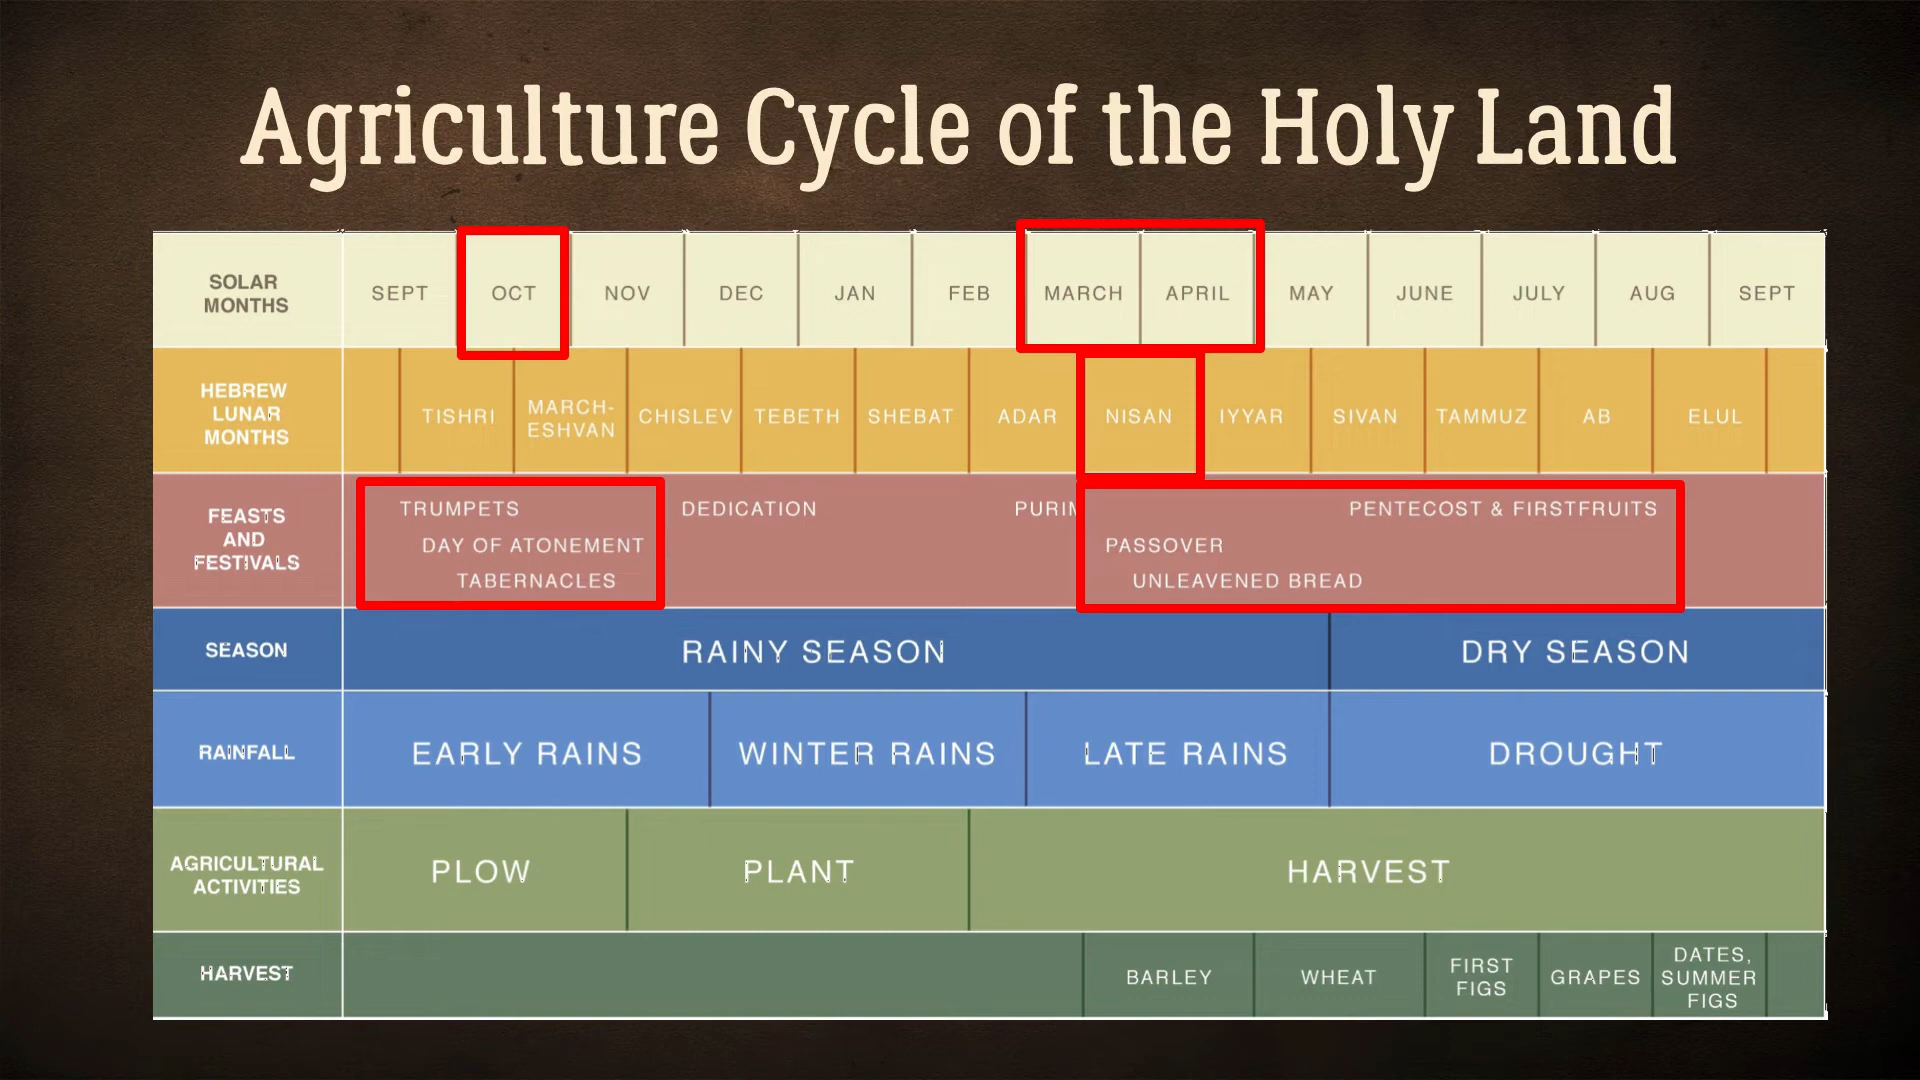 Agriculture Cycle of the Holy Land
SOLAR
MONTHS
SEPT
OCT
NOV
DEC
JAN
FEB
MARCH
APRIL
MAY
JUNE
JULY
AUG
SEPT
HEBREW
LUNAR
MONTHS
TISHRI
MARCH-
ESHVAN
CHISLEV
TEBETH
SHEBAT
ADAR
NISAN
IYYAR
SIVAN
TAMMUZ
AB
ELUL
FEASTS
AND
FESTIVALS
TRUMPETS
DAY OF ATONEMENT
TABERNACLES
DEDICATION
PURIM
PASSOVER
UNLEAVENED BREAD
PENTECOST & FIRSTFRUITS
SEASON
RAINY SEASON
DRY SEASON
RAINFALL
EARLY RAINS
WINTER RAINS
LATE RAINS
DROUGHT
AGRICULTURAL
ACTIVITIES
PLOW
PLANT
HARVEST
HARVEST
BARLEY
WHEAT
FIRST
FIGS
GRAPES
DATES,
SUMMER
FIGS